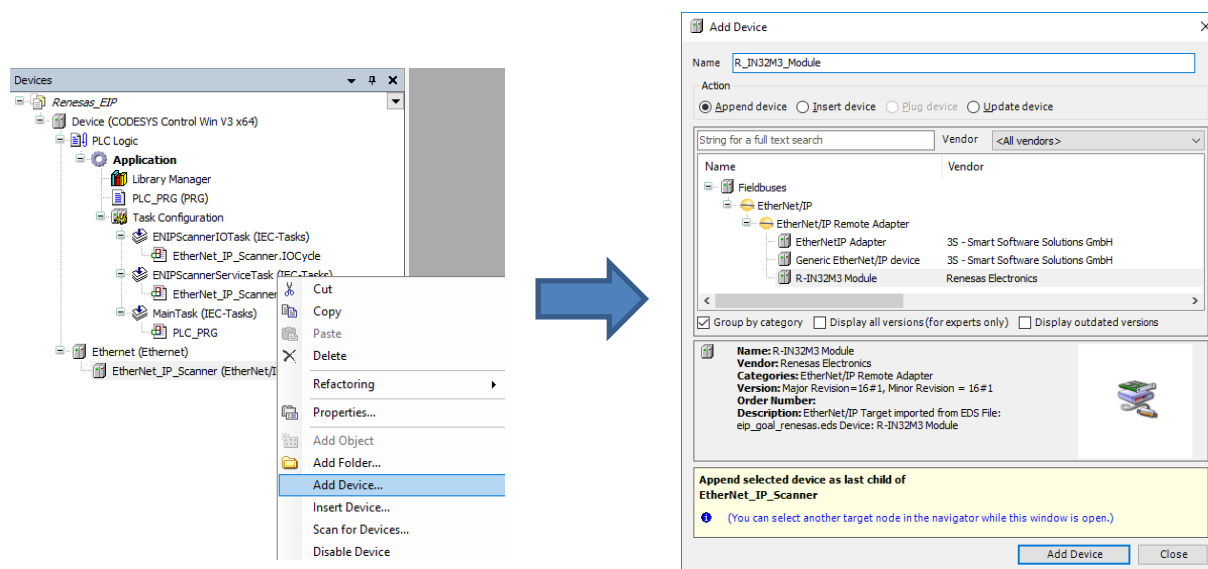 Devices
Renesas_EIP
Device (CODESYS Control Win V3 x64)
PLC Logic
Application
Library Manager
PLC_PRG (PRG)
Task Configuration
ENIPScannerIOTask (IEC-Tasks)
EtherNet_IP_Scanner.IOCycle
ENIPScannerServiceTask (IEC-Tasks)
EtherNet_IP_Scanner
MainTask (IEC-Tasks)
PLC_PRG
Ethernet (Ethernet)
EtherNet_IP_Scanner (EtherNet/I
Cut
Copy
Paste
Delete
Refactoring
Properties...
Add Object
Add Folder...
Add Device...
Insert Device...
Scan for Devices...
Disable Device
Add Device
Name R_IN32M3_Module
Action
Append device Insert device Plug device Update device
String for a full text search Vendor <All vendors>
Name Vendor
Fieldbuses
EtherNet/IP
EtherNet/IP Remote Adapter
EtherNetIP Adapter 3S - Smart Software Solutions GmbH
Generic EtherNet/IP device 3S - Smart Software Solutions GmbH
R-IN32M3 Module Renesas Electronics
Group by category Display all versions (for experts only) Display outdated versions
Name: R-IN32M3 Module
Vendor: Renesas Electronics
Categories: EtherNet/IP Remote Adapter
Version: Major Revision=16#1, Minor Revision = 16#1
Order Number:
Description: EtherNet/IP Target imported from EDS File:
eip_goal_renesas.eds Device: R-IN32M3 Module
Append selected device as last child of
EtherNet_IP_Scanner
(You can select another target node in the navigator while this window is open.)
Add Device Close